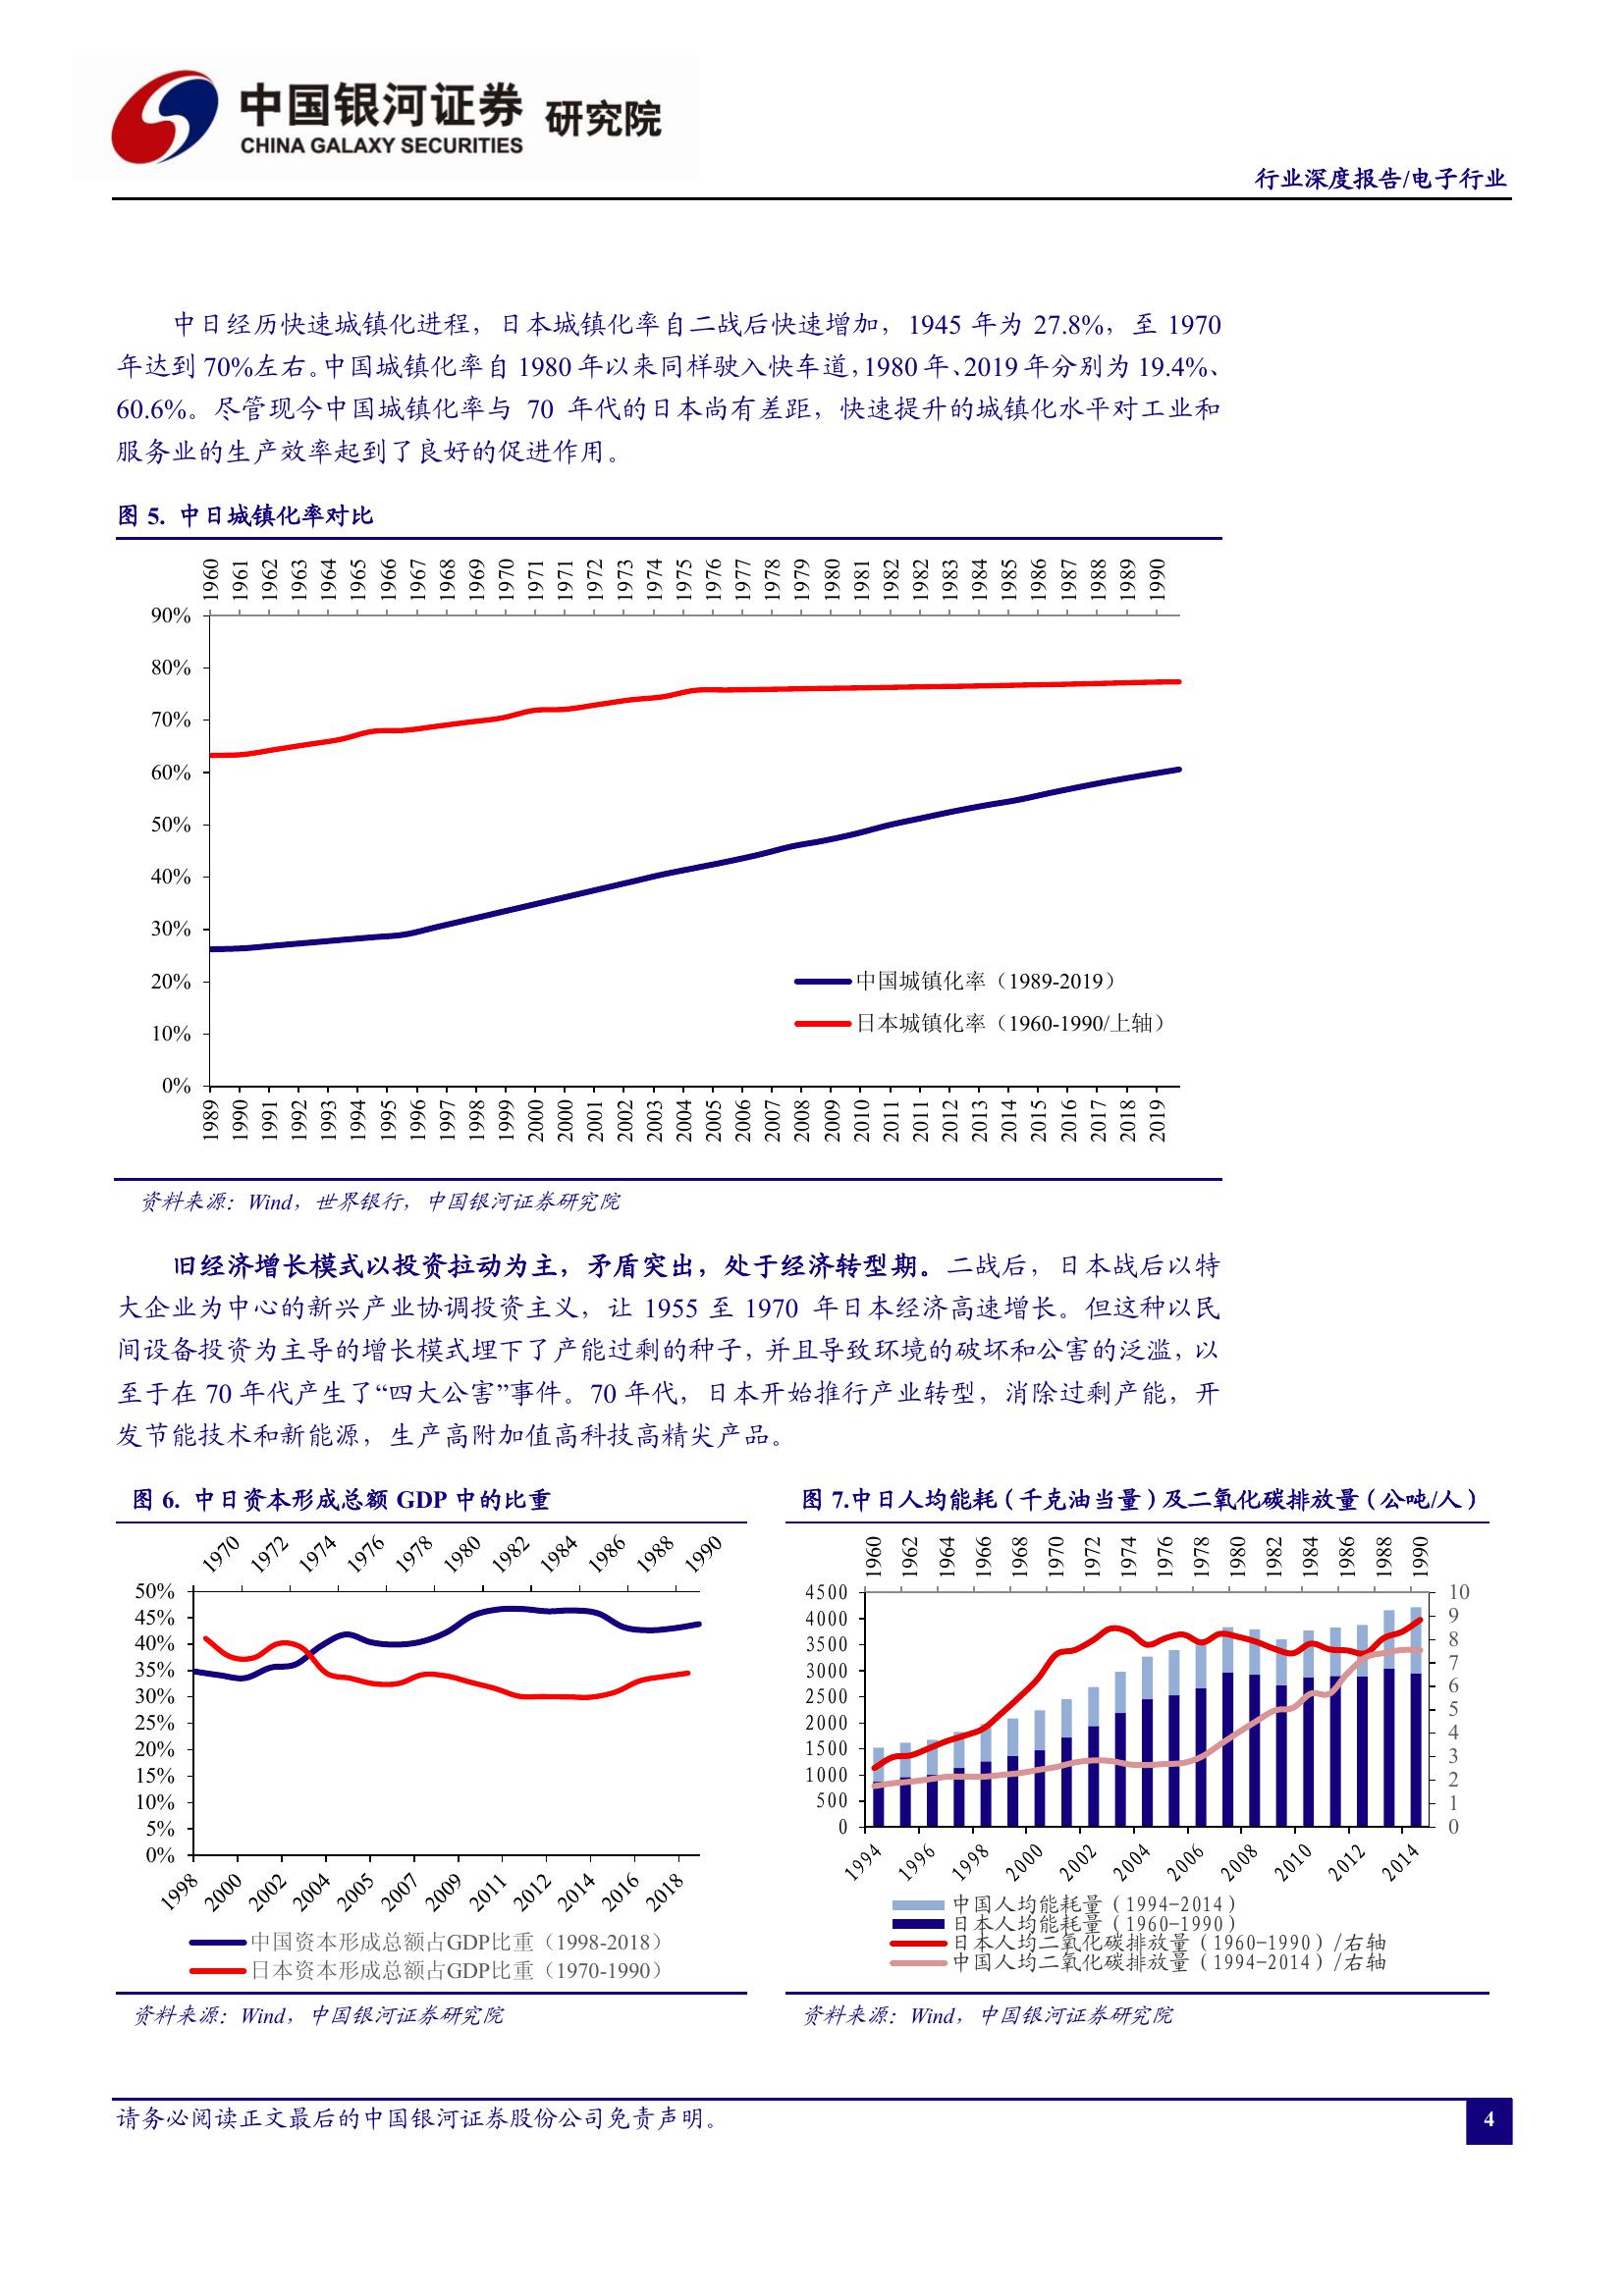 中国银河证券 研究院
CHINA GALAXY SECURITIES
行业深度报告/电子行业
中日经历快速城镇化进程，日本城镇化率自二战后快速增加，1945 年为 27.8%，至 1970
年达到 70%左右。中国城镇化率自 1980 年以来同样驶入快车道，1980 年、2019 年分别为 19.4%、
60.6%。尽管现今中国城镇化率与 70 年代的日本尚有差距，快速提升的城镇化水平对工业和
服务业的生产效率起到了良好的促进作用。
图 5. 中日城镇化率对比
1960 1961 1962 1963 1964 1965 1966 1967 1968 1969 1970 1971 1971 1972 1973 1974 1975 1976 1977 1978 1979 1980 1981 1982 1982 1983 1984 1985 1986 1987 1988 1989 1990
90%
80%
70%
60%
50%
40%
30%
20%
10%
0%
中国城镇化率（1989-2019）
日本城镇化率（1960-1990/上轴）
1989 1990 1991 1992 1993 1994 1995 1996 1997 1998 1999 2000 2000 2001 2002 2003 2004 2005 2006 2007 2008 2009 2010 2011 2011 2012 2013 2014 2015 2016 2017 2018 2019
资料来源：Wind，世界银行，中国银河证券研究院
旧经济增长模式以投资拉动为主，矛盾突出，处于经济转型期。二战后，日本战后以特
大企业为中心的新兴产业协调投资主义，让 1955 至 1970 年日本经济高速增长。但这种以民
间设备投资为主导的增长模式埋下了产能过剩的种子，并且导致环境的破坏和公害的泛滥，以
至于在 70 年代产生了“四大公害”事件。70 年代，日本开始推行产业转型，消除过剩产能，开
发节能技术和新能源，生产高附加值高科技高精尖产品。
图 6. 中日资本形成总额 GDP 中的比重
1970 1972 1974 1976 1978 1980 1982 1984 1986 1988 1990
50%
45%
40%
35%
30%
25%
20%
15%
10%
5%
0%
1998 2000 2002 2004 2005 2007 2009 2011 2012 2014 2016 2018
中国资本形成总额占GDP比重（1998-2018）
日本资本形成总额占GDP比重（1970-1990）
资料来源：Wind，中国银河证券研究院
图 7.中日人均能耗（千克油当量）及二氧化碳排放量（公吨/人）
1960 1962 1964 1966 1968 1970 1972 1974 1976 1978 1980 1982 1984 1986 1988 1990
4500
4000
3500
3000
2500
2000
1500
1000
500
0
10
9
8
7
6
5
4
3
2
1
0
1994 1996 1998 2000 2002 2004 2006 2008 2010 2012 2014
中国人均能耗量（1994-2014）
日本人均能耗量（1960-1990）
日本人均二氧化碳排放量（1960-1990）/右轴
中国人均二氧化碳排放量（1994-2014）/右轴
资料来源：Wind，中国银河证券研究院
请务必阅读正文最后的中国银河证券股份公司免责声明。
4